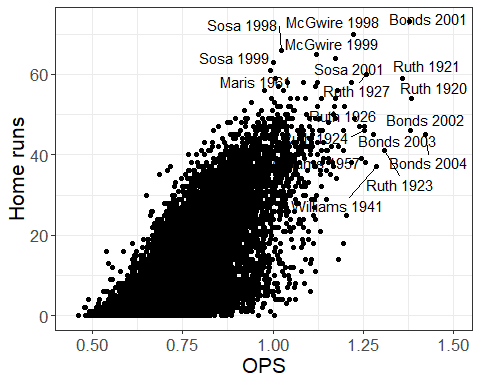 Sosa 1998
McGwire 1998
Bonds 2001
McGwire 1999
Sosa 1999
Sosa 2001
Ruth 1921
Maris 1961
Ruth 1927
Ruth 1920
Ruth 1926
Bonds 2002
1924
Bonds 2003
1957
Bonds 2004
Ruth 1923
Williams 1941
Home runs
60
40
20
0
0.50
0.75
1.00
1.25
1.50
OPS